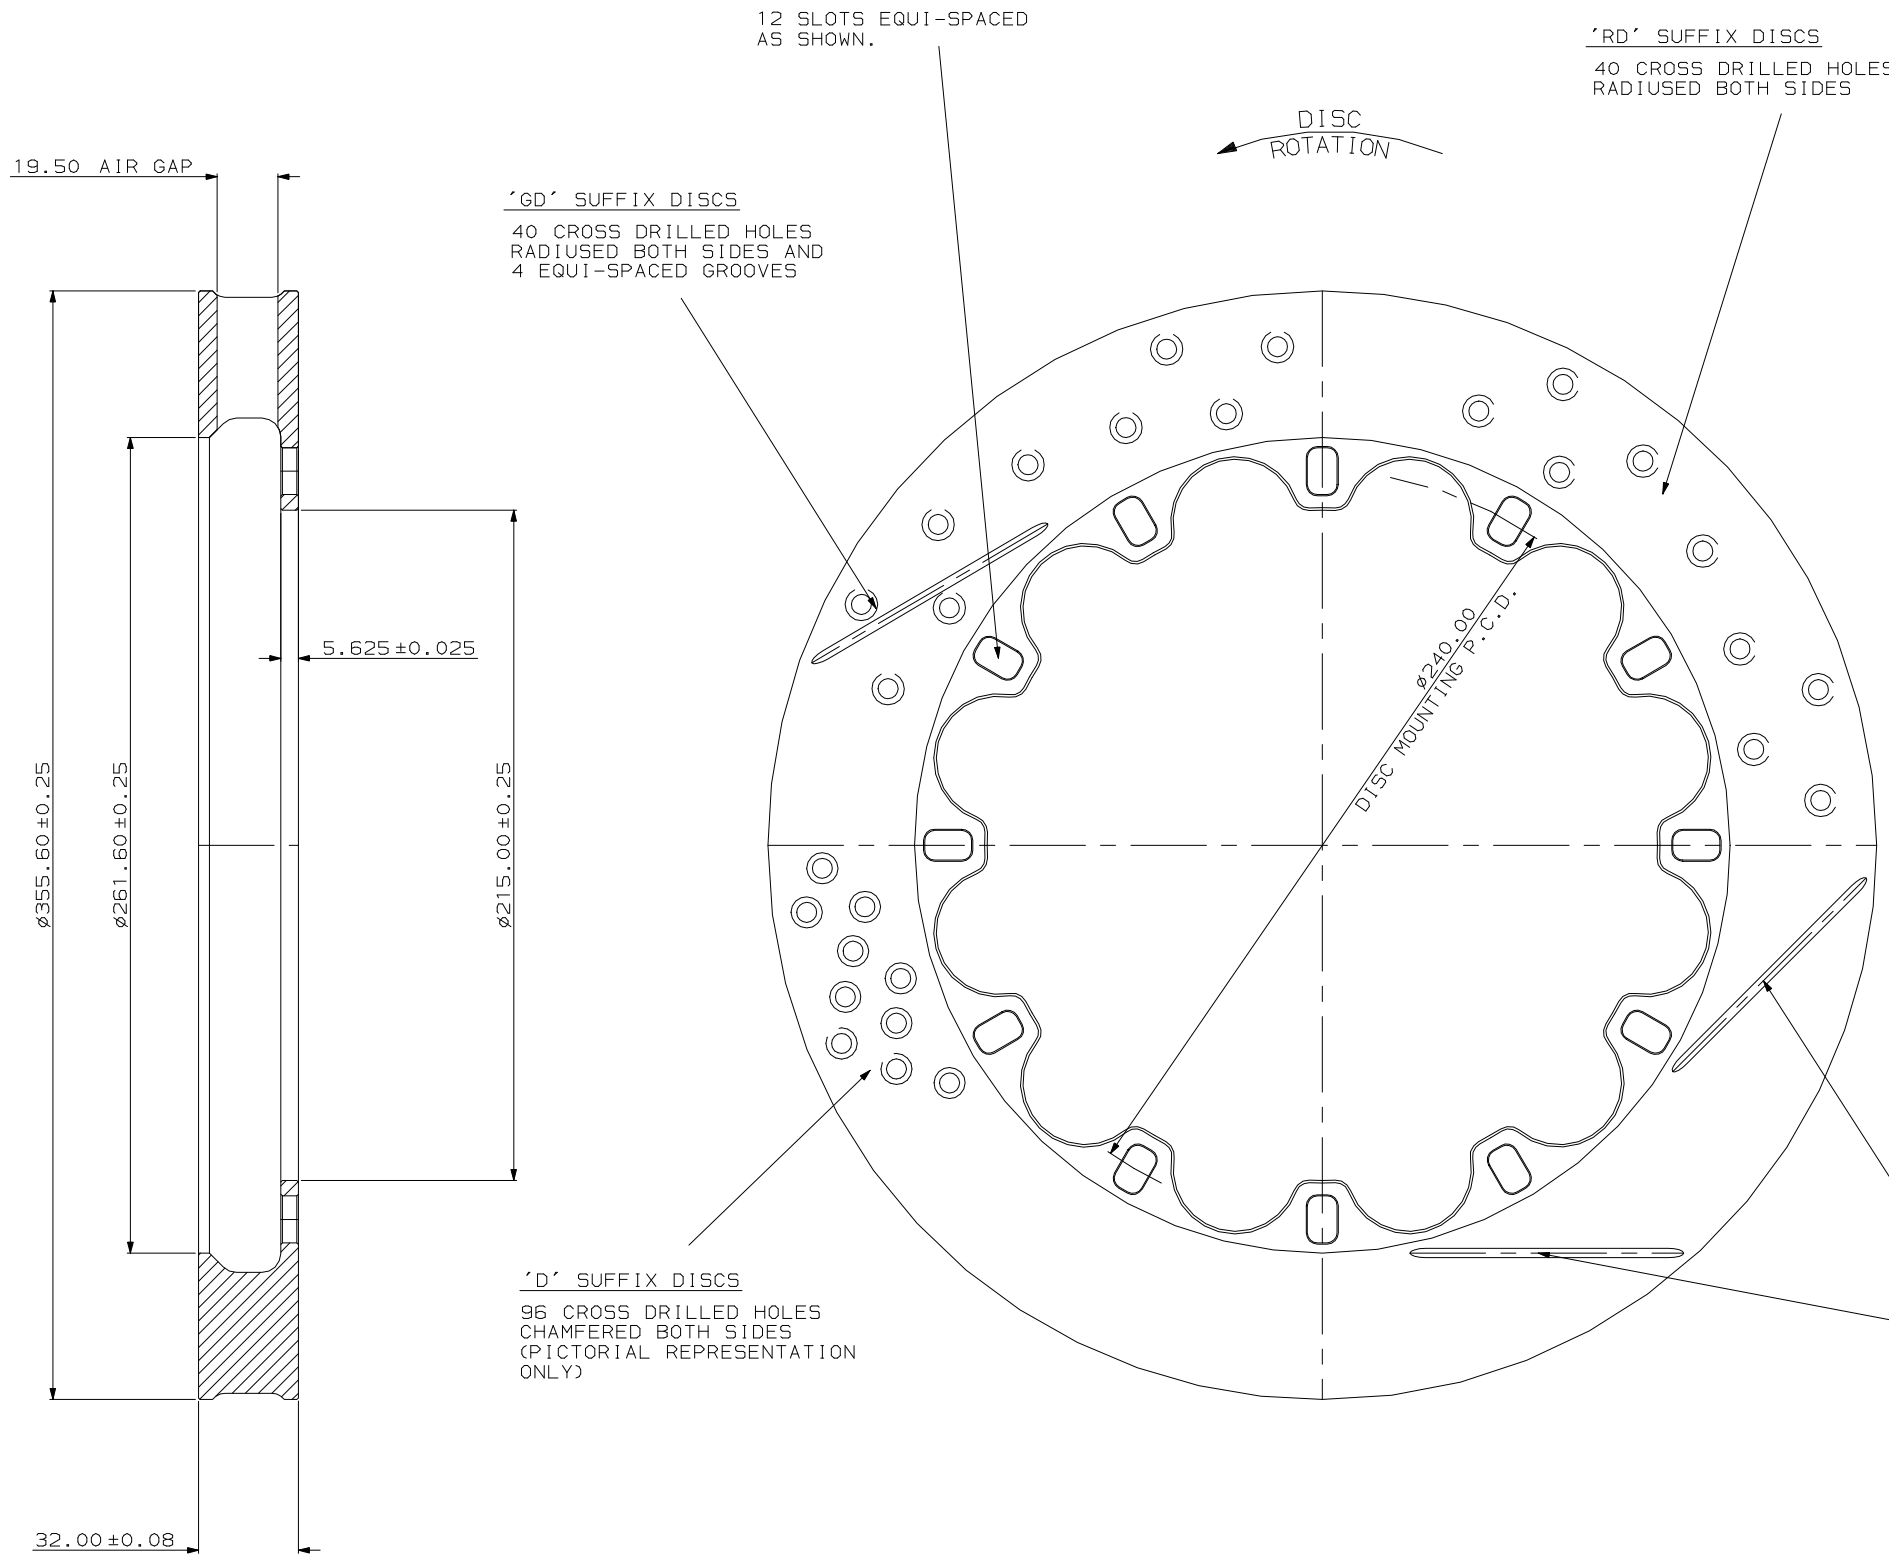 12 SLOTS EQUI-SPACED
AS SHOWN.
'RD' SUFFIX DISCS
40 CROSS DRILLED HOLES
RADIUSED BOTH SIDES
DISC
ROTATION
19.50 AIR GAP
'GD' SUFFIX DISCS
40 CROSS DRILLED HOLES
RADIUSED BOTH SIDES AND
4 EQUI-SPACED GROOVES
5.625±0.025
ø355.60±0.25
ø261.60±0.25
ø215.00±0.25
ø240.00
DISC MOUNTING P.C.D.
'D' SUFFIX DISCS
96 CROSS DRILLED HOLES
CHAMFERED BOTH SIDES
(PICTORIAL REPRESENTATION
ONLY)
32.00±0.08